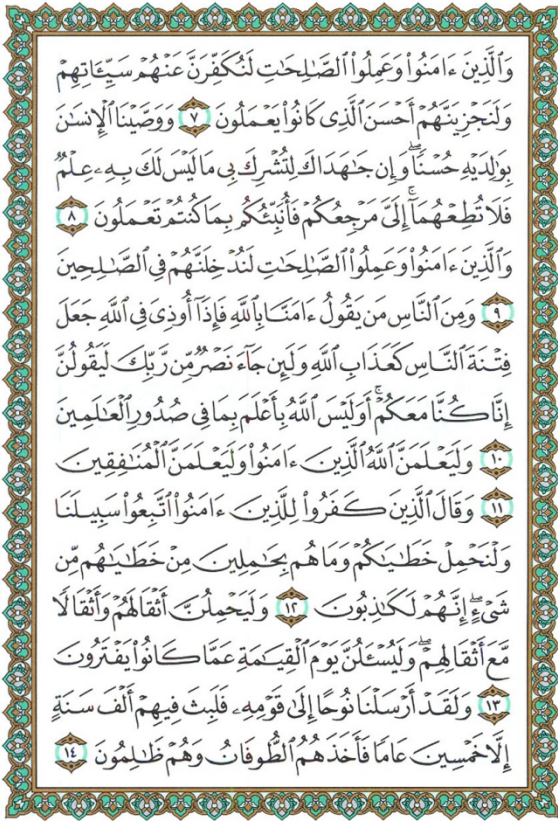 وَٱلَّذِينَ ءَامَنُوا۟ وَعَمِلُوا۟ ٱلصَّٰلِحَٰتِ لَنُكَفِّرَنَّ عَنْهُمْ سَيِّـَٔاتِهِمْ
وَلَنَجْزِيَنَّهُمْ أَحْسَنَ ٱلَّذِى كَانُوا۟ يَعْمَلُونَ ٧ وَوَصَّيْنَا ٱلْإِنسَٰنَ
بِوَٰلِدَيْهِ حُسْنًا ۖ وَإِن جَٰهَدَاكَ لِتُشْرِكَ بِى مَا لَيْسَ لَكَ بِهِۦ عِلْمٌ
فَلَا تُطِعْهُمَآ ۚ إِلَىَّ مَرْجِعُكُمْ فَأُنَبِّئُكُم بِمَا كُنتُمْ تَعْمَلُونَ ٨
وَٱلَّذِينَ ءَامَنُوا۟ وَعَمِلُوا۟ ٱلصَّٰلِحَٰتِ لَنُدْخِلَنَّهُمْ فِى ٱلصَّٰلِحِينَ
٩ وَمِنَ ٱلنَّاسِ مَن يَقُولُ ءَامَنَّا بِٱللَّهِ فَإِذَآ أُوذِىَ فِى ٱللَّهِ جَعَلَ
فِتْنَةَ ٱلنَّاسِ كَعَذَابِ ٱللَّهِ وَلَئِن جَآءَ نَصْرٌ مِّن رَّبِّكَ لَيَقُولُنَّ
إِنَّا كُنَّا مَعَكُمْ ۚ أَوَلَيْسَ ٱللَّهُ بِأَعْلَمَ بِمَا فِى صُدُورِ ٱلْعَٰلَمِينَ
١٠ وَلَيَعْلَمَنَّ ٱللَّهُ ٱلَّذِينَ ءَامَنُوا۟ وَلَيَعْلَمَنَّ ٱلْمُنَٰفِقِينَ
١١ وَقَالَ ٱلَّذِينَ كَفَرُوا۟ لِلَّذِينَ ءَامَنُوا۟ ٱتَّبِعُوا۟ سَبِيلَنَا
وَلْنَحْمِلْ خَطَٰيَٰكُمْ وَمَا هُم بِحَٰمِلِينَ مِنْ خَطَٰيَٰهُم مِّن
شَىْءٍ ۖ إِنَّهُمْ لَكَٰذِبُونَ ١٢ وَلَيَحْمِلُنَّ أَثْقَالَهُمْ وَأَثْقَالًا
مَّعَ أَثْقَالِهِمْ ۖ وَلَيُسْـَٔلُنَّ يَوْمَ ٱلْقِيَٰمَةِ عَمَّا كَانُوا۟ يَفْتَرُونَ
١٣ وَلَقَدْ أَرْسَلْنَا نُوحًا إِلَىٰ قَوْمِهِۦ فَلَبِثَ فِيهِمْ أَلْفَ سَنَةٍ
إِلَّا خَمْسِينَ عَامًا فَأَخَذَهُمُ ٱلطُّوفَانُ وَهُمْ ظَٰلِمُونَ ١٤